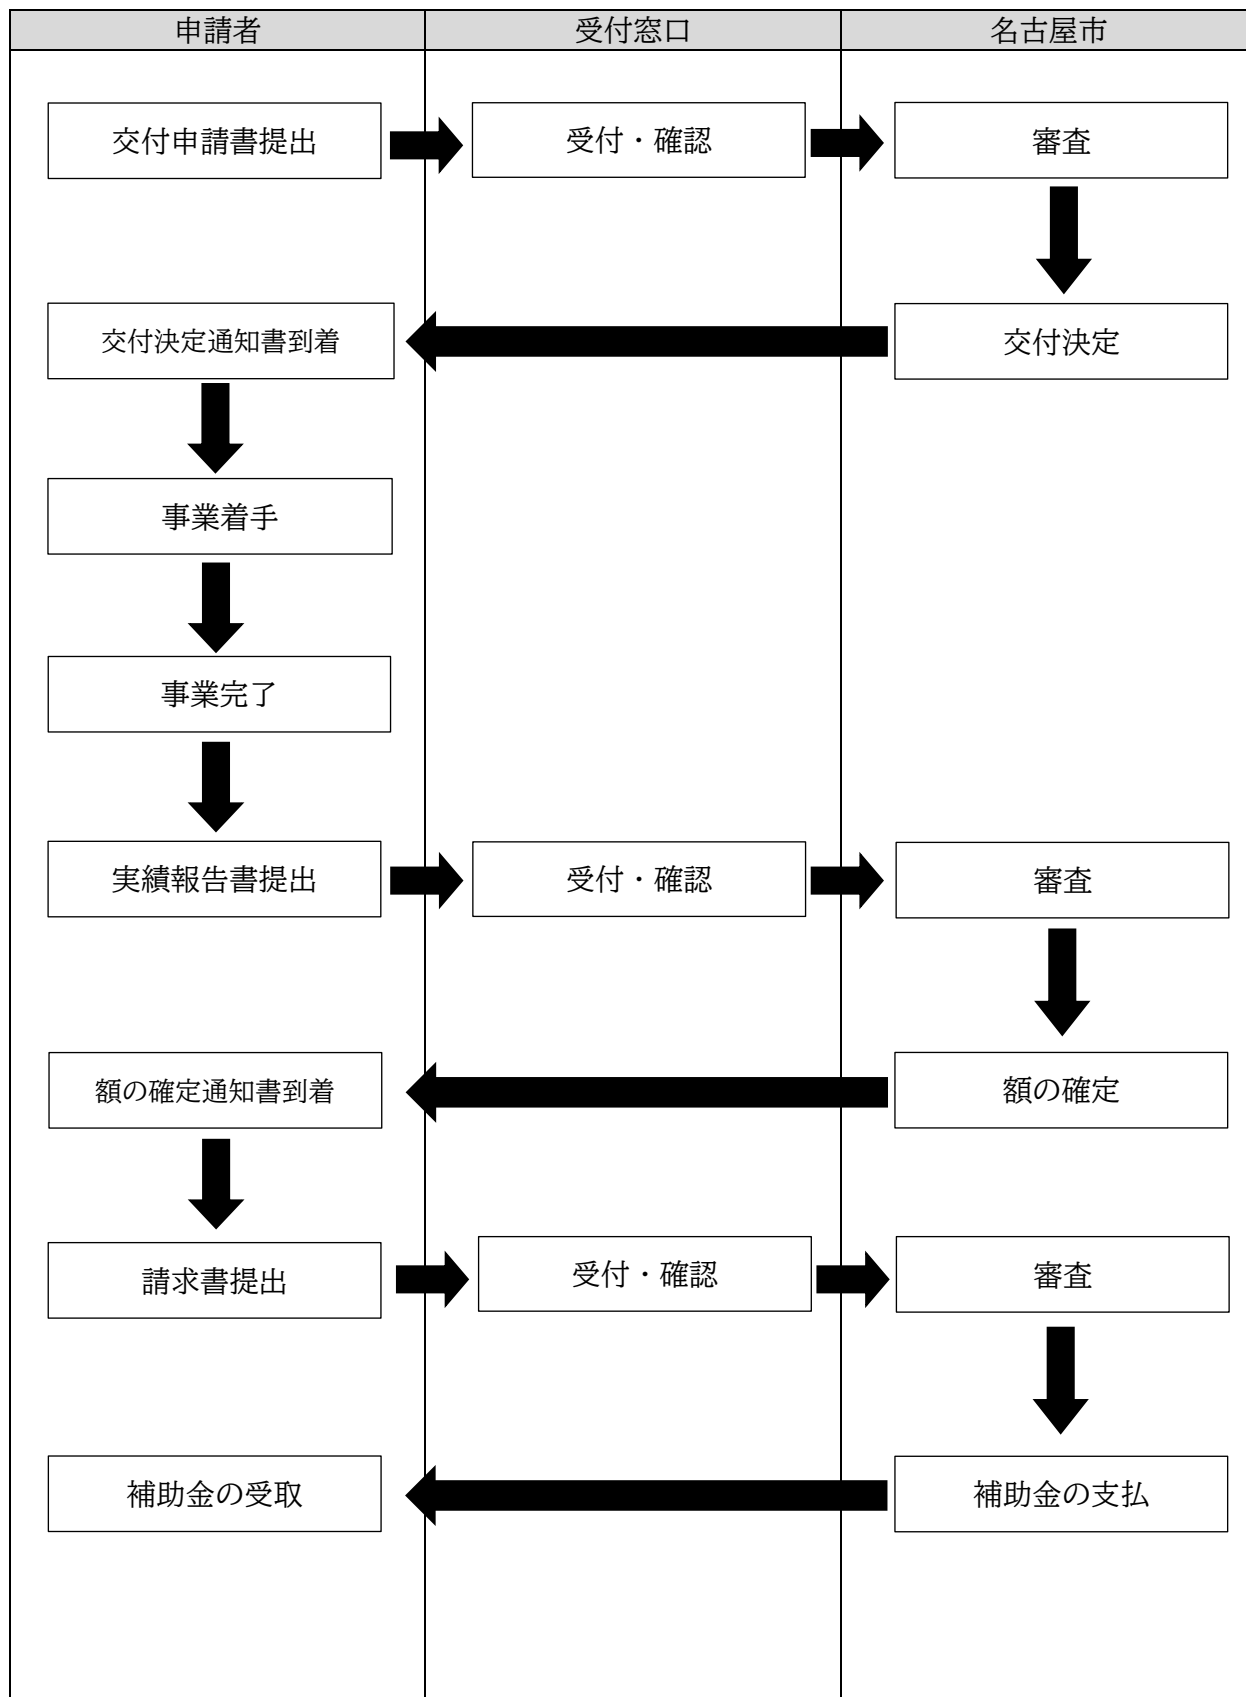 申請者
受付窓口
名古屋市
交付申請書提出
受付・確認
審査
交付決定通知書到着
交付決定
事業着手
事業完了
実績報告書提出
受付・確認
審査
額の確定通知書到着
額の確定
請求書提出
受付・確認
審査
補助金の受取
補助金の支払